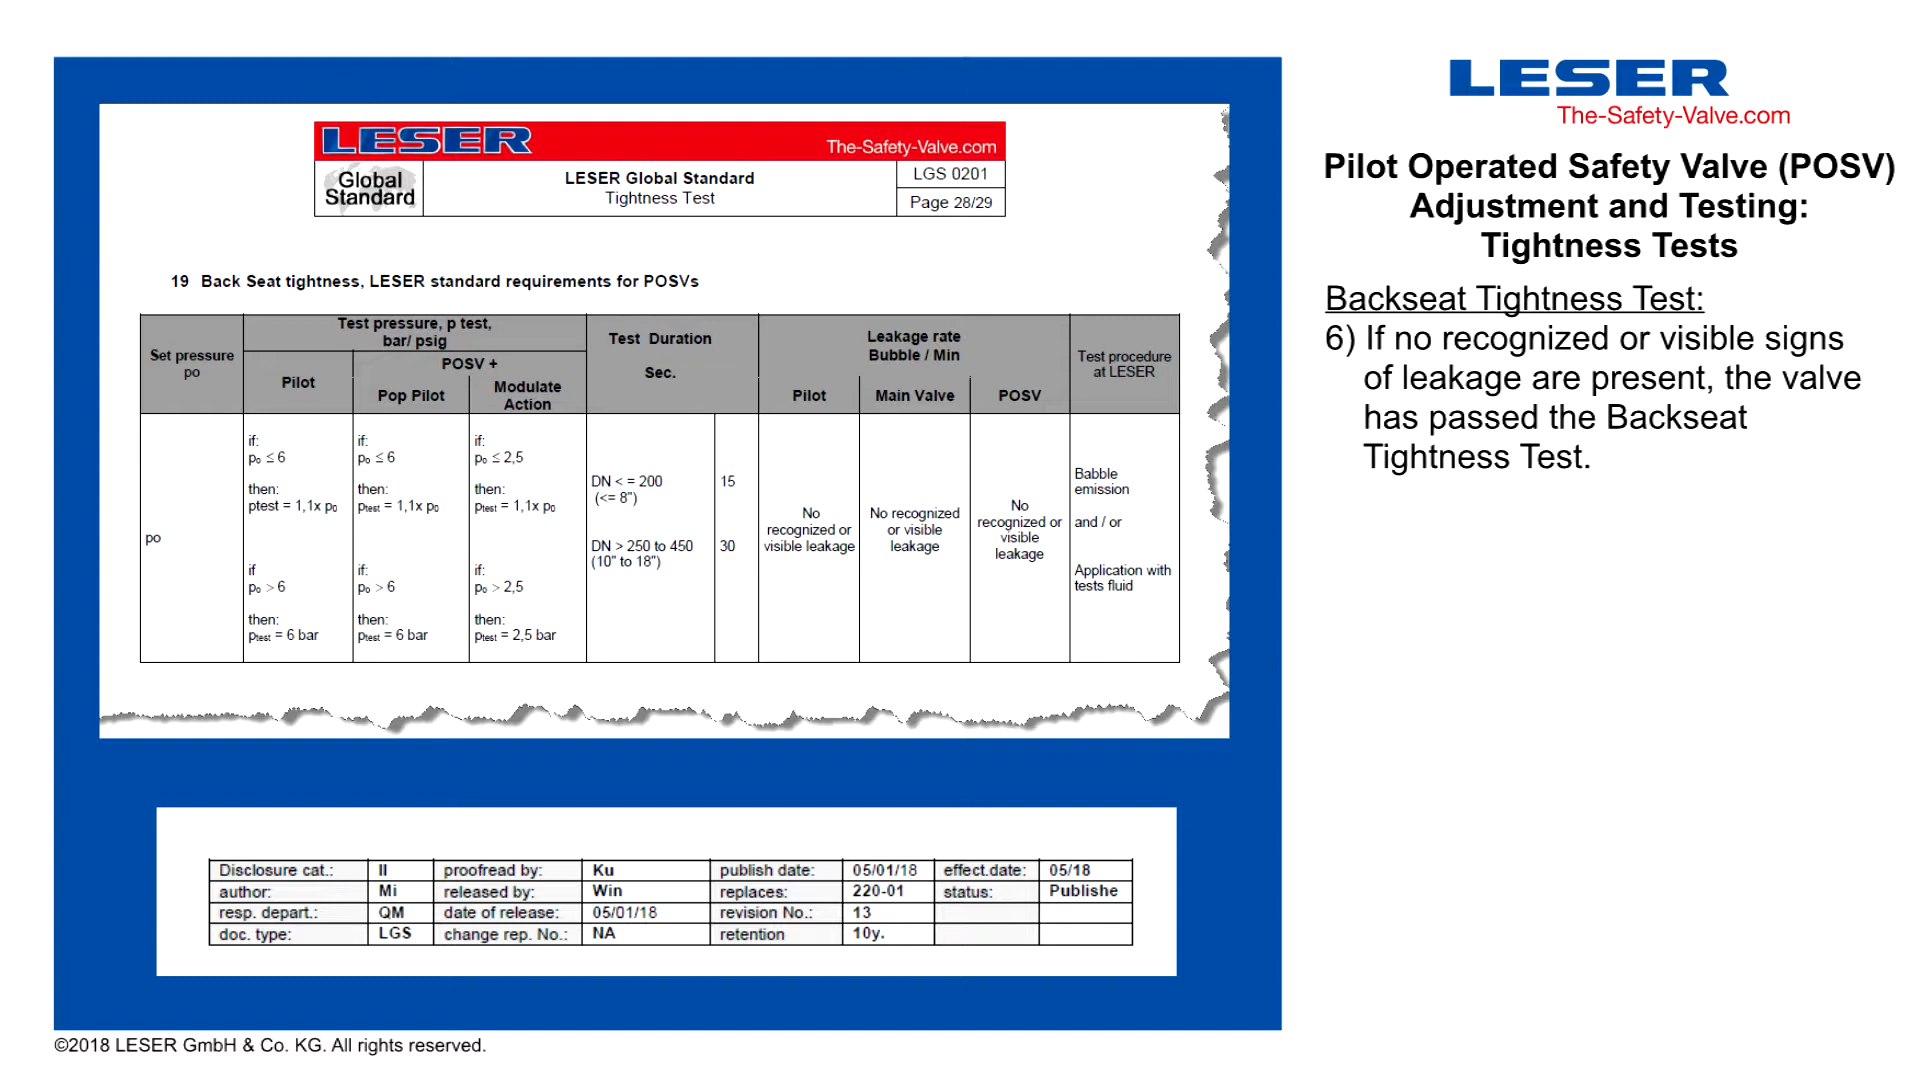 LESER
The-Safety-Valve.com
Global
Standard
LESER Global Standard
Tightness Test
LGS 0201
Page 28/29
19 Back Seat tightness, LESER standard requirements for POSVs
Set pressure
po
Test pressure, p test,
bar/ psig
Pilot
POSV +
Pop Pilot
Modulate
Action
Test Duration
Sec.
Leakage rate
Bubble / Min
Pilot
Main Valve
POSV
Test procedure
at LESER
po
if:
po ≤ 6
then:
ptest = 1,1x po
if
po > 6
then:
ptest = 6 bar
if:
po ≤ 6
then:
ptest = 1,1x po
if:
po > 6
then:
ptest = 6 bar
if:
po ≤ 2,5
then:
ptest = 1,1x po
if:
po > 2,5
then:
ptest = 2,5 bar
DN < = 200
(<= 8")
DN > 250 to 450
(10" to 18")
15
30
No
recognized or
visible leakage
No recognized
or visible
leakage
No
recognized or
visible
leakage
Babble
emission
and / or
Application with
tests fluid
Disclosure cat.: II proofread by: Ku publish date: 05/01/18 effect.date: 05/18
author: Mi released by: Win replaces: 220-01 status: Publishe
resp. depart.: QM date of release: 05/01/18 revision No.: 13
doc. type: LGS change rep. No.: NA retention 10y.
©2018 LESER GmbH & Co. KG. All rights reserved.
LESER
The-Safety-Valve.com
Pilot Operated Safety Valve (POSV)
Adjustment and Testing:
Tightness Tests
Backseat Tightness Test:
6) If no recognized or visible signs
of leakage are present, the valve
has passed the Backseat
Tightness Test.